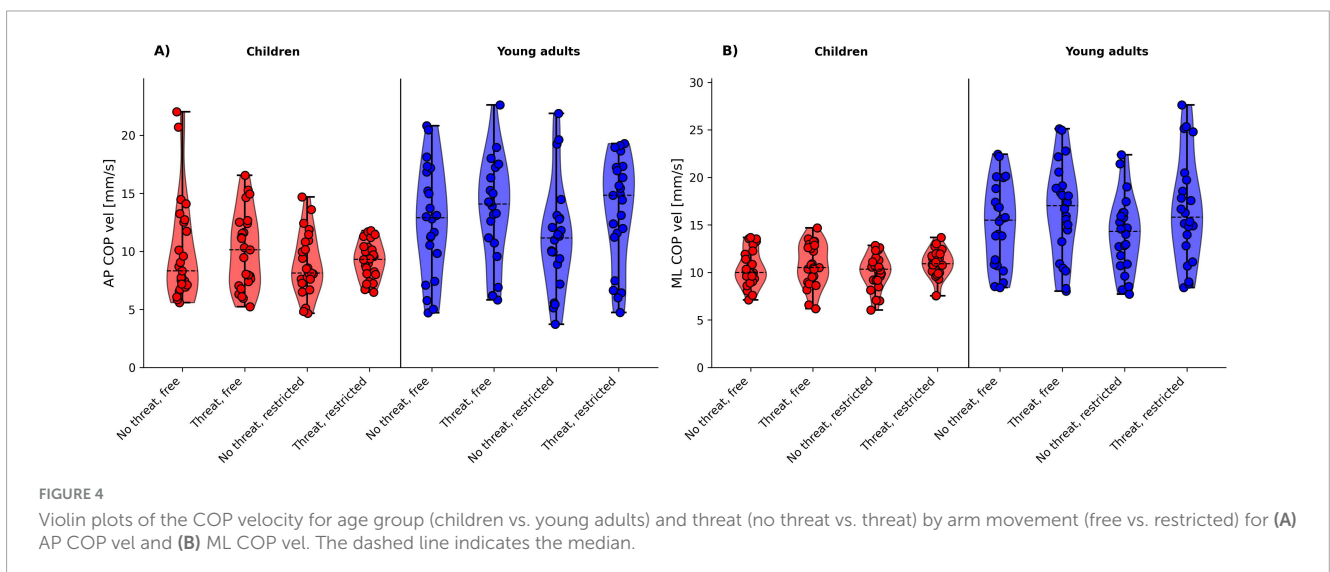 A)
Children
Young adults
AP COP vel [mm/s]
20
15
10
5
0
No threat, free
Threat, free
No threat, restricted
Threat, restricted
No threat, free
Threat, free
No threat, restricted
Threat, restricted
B)
Children
Young adults
ML COP vel [mm/s]
30
25
20
15
10
5
0
No threat, free
Threat, free
No threat, restricted
Threat, restricted
No threat, free
Threat, free
No threat, restricted
Threat, restricted
FIGURE 4
Violin plots of the COP velocity for age group (children vs. young adults) and threat (no threat vs. threat) by arm movement (free vs. restricted) for (A)
AP COP vel and (B) ML COP vel. The dashed line indicates the median.